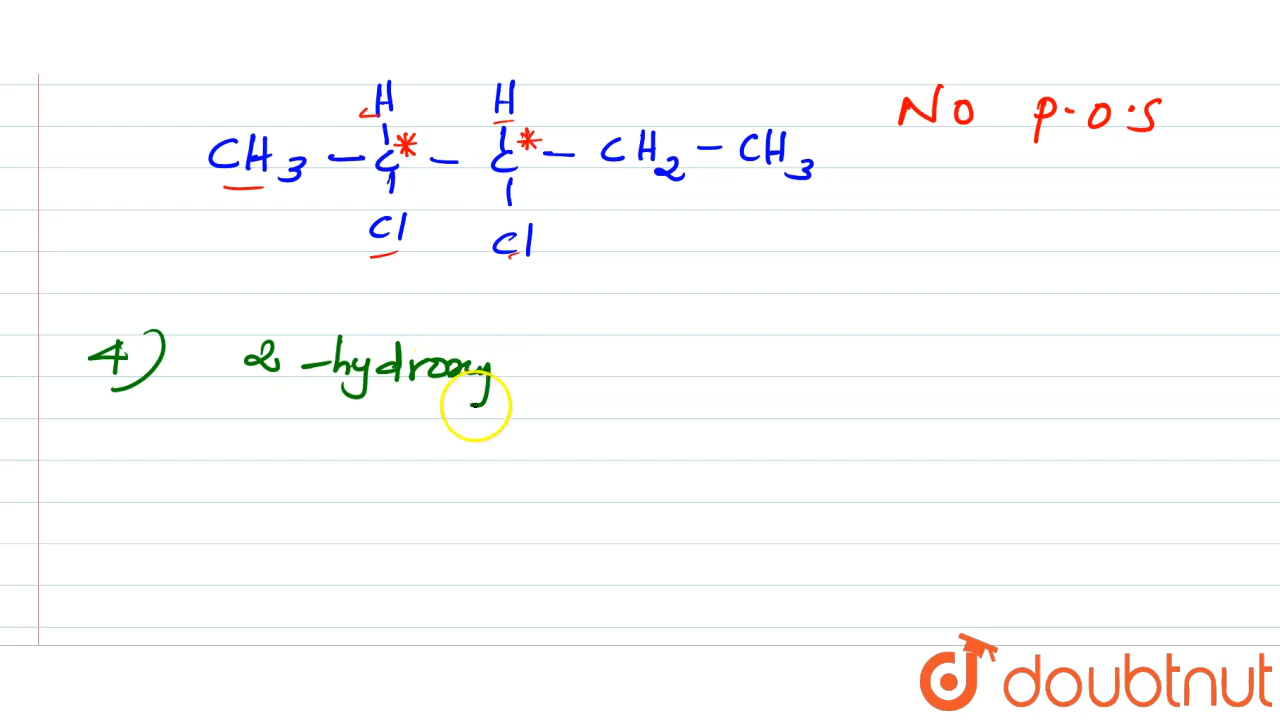 H H
CH3 - C* - C* - CH2 - CH3
Cl Cl
No P.O.S
4) 2-hydroxy
doubtnut